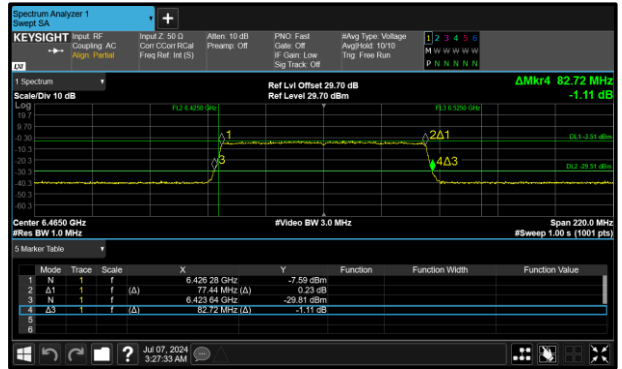 Spectrum Analyzer 1
Swept SA
+
KEYSIGHT Input: RF Input Z: 50 Ω Atten: 10 dB PNO: Fast #Avg Type: Voltage 1 2 3 4 5 6
Coupling: AC Corr CCorr RCal Preamp: Off Gate: Off Avg|Hold: 10/10 M W W W W W
Align: Partial Freq Ref: Int (S) IF Gain: Low Trig: Free Run P N N N N N
Sig Track: Off
LXI
1 Spectrum Ref Lvl Offset 29.70 dB ΔMkr4 82.72 MHz
Scale/Div 10 dB Ref Level 29.70 dBm -1.11 dB
Log
19.7 FL2 6.4250 GHz FL3 6.5250 GHz
9.70
-0.30 1 2Δ1 DL1 -3.51 dBm
-10.3
-20.3 3 4Δ3 DL2 -29.51 dBm
-30.3
-40.3
-50.3
-60.3
Center 6.4650 GHz #Video BW 3.0 MHz Span 220.0 MHz
#Res BW 1.0 MHz #Sweep 1.00 s (1001 pts)
5 Marker Table
Mode Trace Scale X Y Function Function Width Function Value
1 N 1 f 6.426 28 GHz -7.59 dBm
2 Δ1 1 f (Δ) 77.44 MHz (Δ) 0.23 dB
3 N 1 f 6.423 64 GHz -29.81 dBm
4 Δ3 1 f (Δ) 82.72 MHz (Δ) -1.11 dB
5
6
? Jul 07, 2024
3:27:33 AM